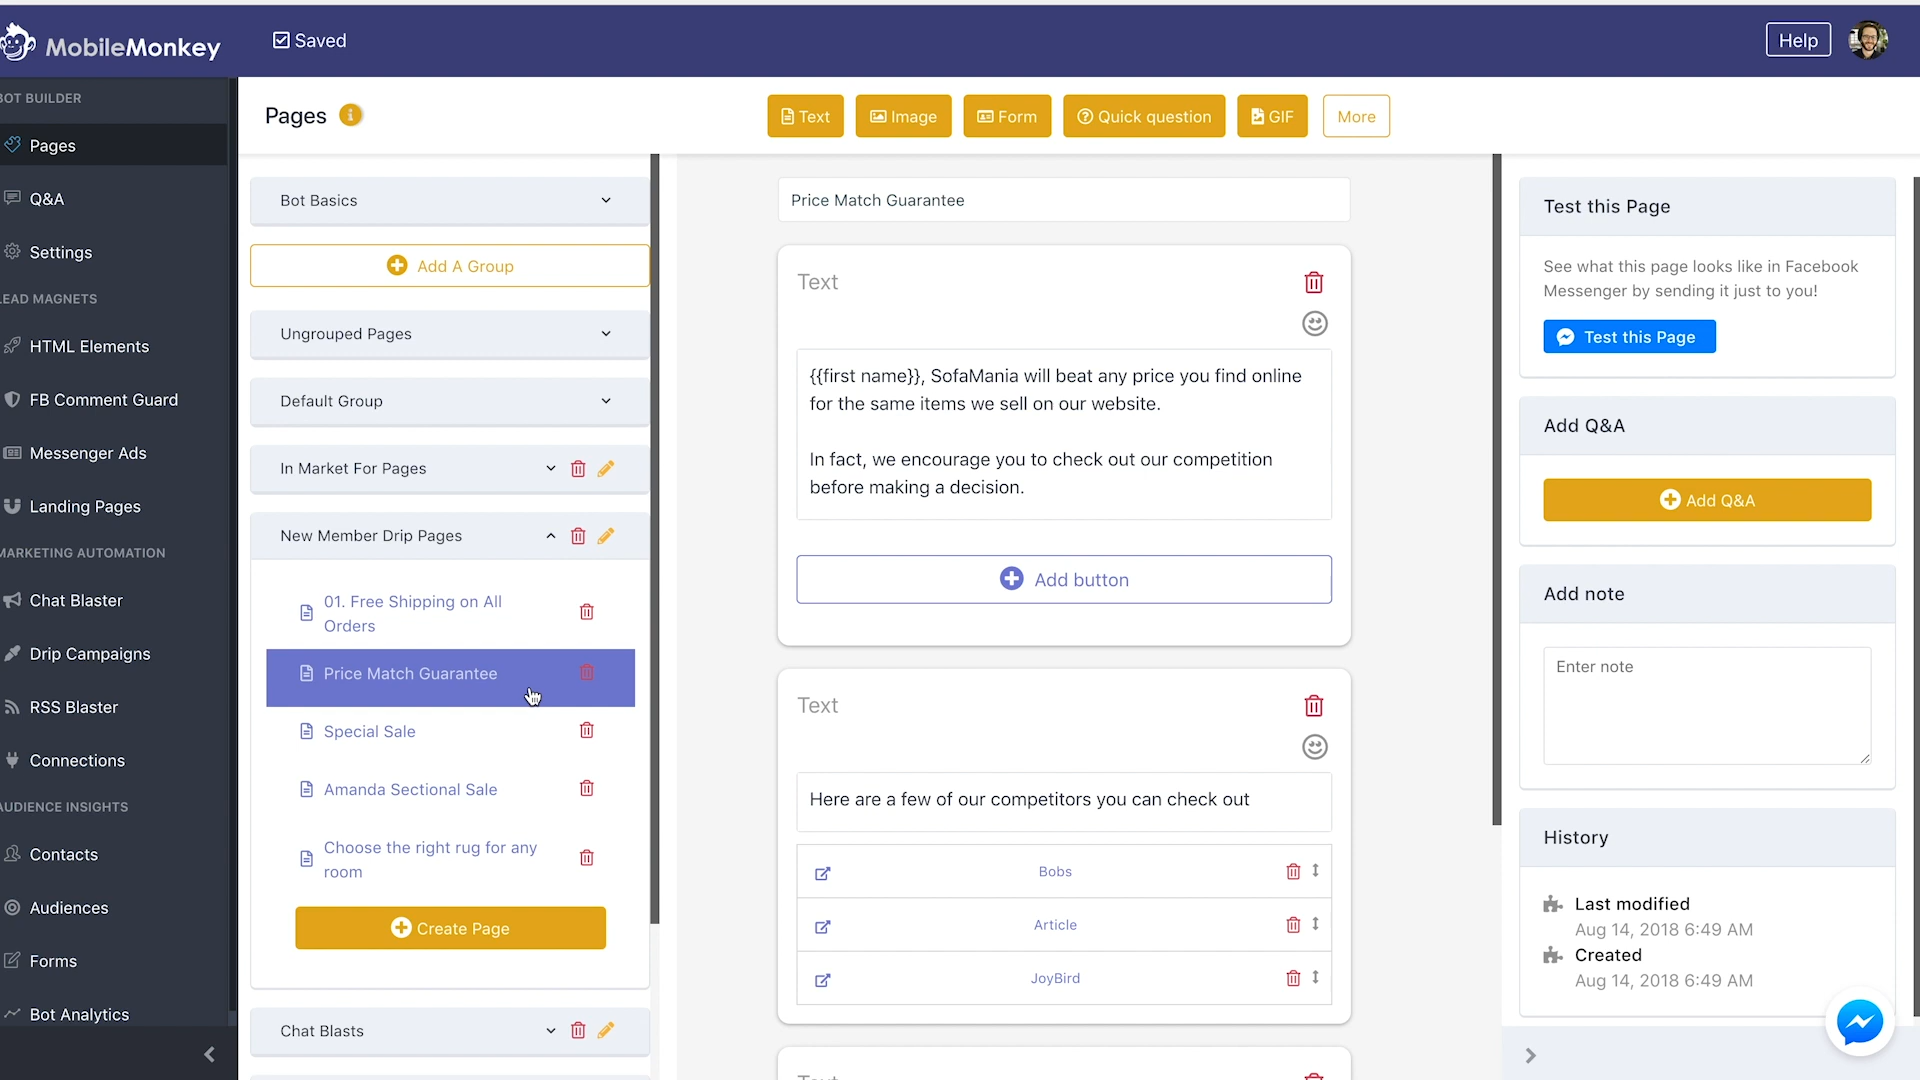 MobileMonkey
Saved
Help
BOT BUILDER
Pages
Q&A
Settings
LEAD MAGNETS
HTML Elements
FB Comment Guard
Messenger Ads
Landing Pages
MARKETING AUTOMATION
Chat Blaster
Drip Campaigns
RSS Blaster
Connections
AUDIENCE INSIGHTS
Contacts
Audiences
Forms
Bot Analytics
Pages
Text
Image
Form
Quick question
GIF
More
Bot Basics
Add A Group
Ungrouped Pages
Default Group
In Market For Pages
New Member Drip Pages
01. Free Shipping on All
Orders
Price Match Guarantee
Special Sale
Amanda Sectional Sale
Choose the right rug for any
room
Create Page
Chat Blasts
Price Match Guarantee
Text
{{first name}}, SofaMania will beat any price you find online
for the same items we sell on our website.
In fact, we encourage you to check out our competition
before making a decision.
Add button
Text
Here are a few of our competitors you can check out
Bobs
Article
JoyBird
Text
Test this Page
See what this page looks like in Facebook
Messenger by sending it just to you!
Test this Page
Add Q&A
Add Q&A
Add note
Enter note
History
Last modified
Aug 14, 2018 6:49 AM
Created
Aug 14, 2018 6:49 AM